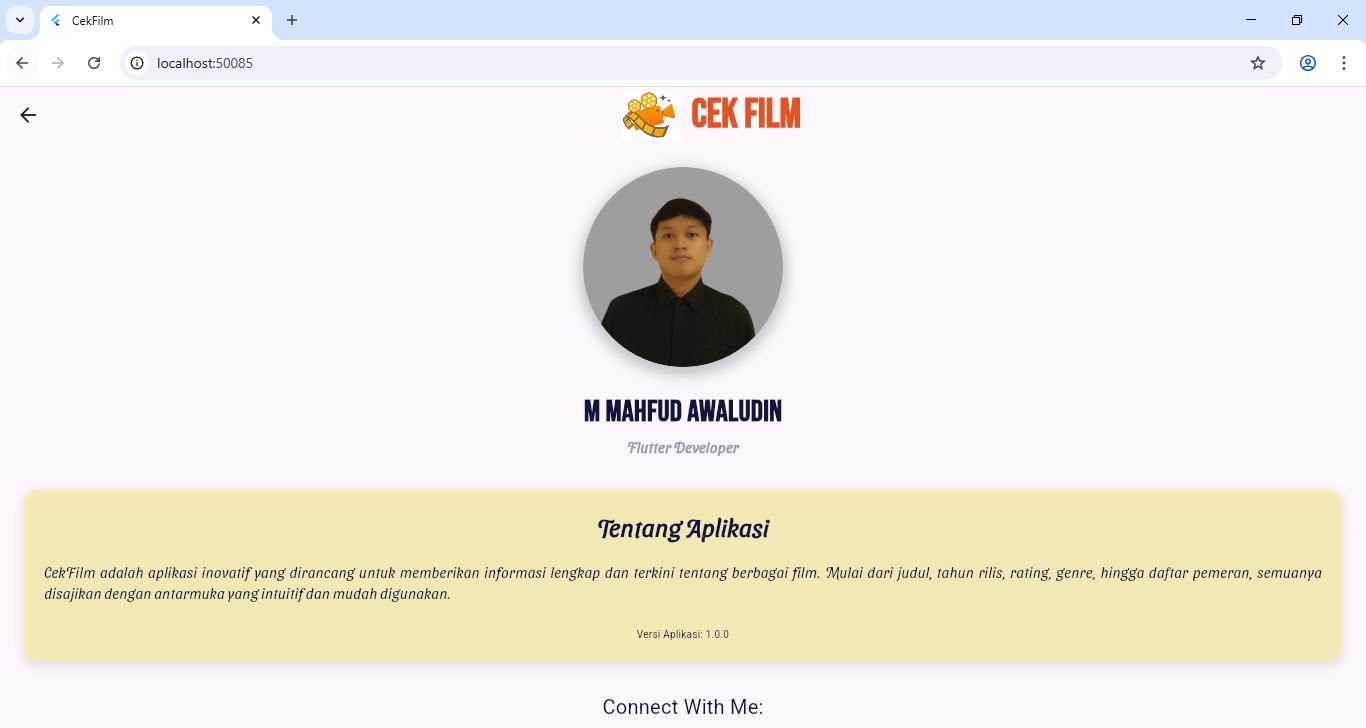 CekFilm
localhost:50085
CEK FILM
M MAHFUD AWALUDIN
Flutter Developer
Tentang Aplikasi
CekFilm adalah aplikasi inovatif yang dirancang untuk memberikan informasi lengkap dan terkini tentang berbagai film. Mulai dari judul, tahun rilis, rating, genre, hingga daftar pemeran, semuanya
disajikan dengan antarmuka yang intuitif dan mudah digunakan.
Versi Aplikasi: 1.0.0
Connect With Me: